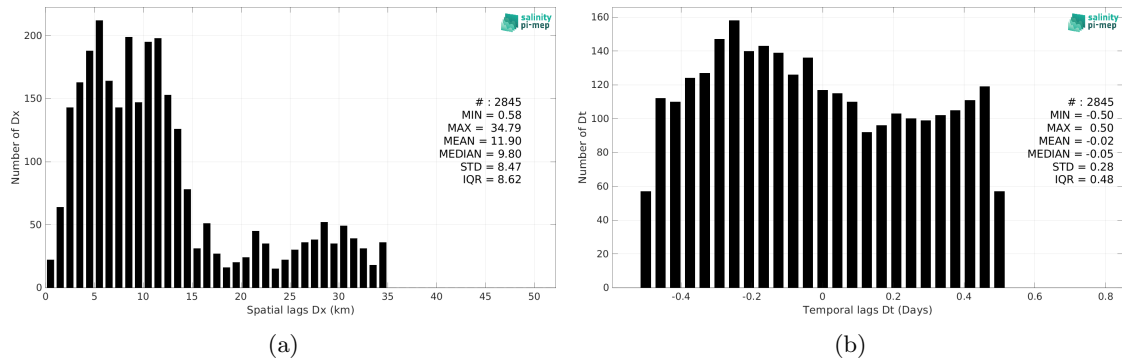 salinity
pi-mep
200
150
100
50
0
Number of Dx
# : 2845
MIN = 0.58
MAX = 34.79
MEAN = 11.90
MEDIAN = 9.80
STD = 8.47
IQR = 8.62
0 5 10 15 20 25 30 35 40 45 50
Spatial lags Dx (km)
(a)
salinity
pi-mep
160
140
120
100
80
60
40
20
0
Number of Dt
# : 2845
MIN = -0.50
MAX = 0.50
MEAN = -0.02
MEDIAN = -0.05
STD = 0.28
IQR = 0.48
-0.4 -0.2 0 0.2 0.4 0.6 0.8
Temporal lags Dt (Days)
(b)